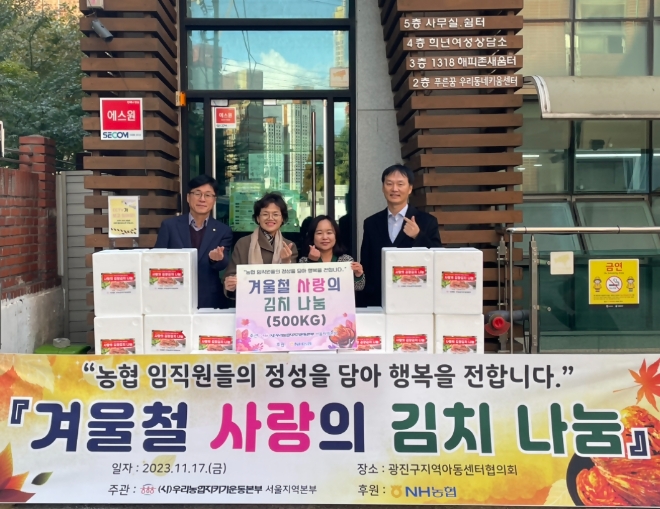 5층 사무실.쉼터
4층 희년여성상담소
3층 1318 해피존새품터
2층 푸른꿈 우리동네키움센터
에스원
SECOM
에스원
"농협 임직원들의 정성을 담아 행복을 전합니다."
겨울철 사랑의
김치 나눔
(500KG)
금연
"농협 임직원들의 정성을 담아 행복을 전합니다."
『겨울철 사랑의 김치 나눔』
일자 : 2023.11.17.(금)
장소 : 광진구지역아동센터협의회
주관 : (사)우리농업지키기운동본부 서울지역본부
후원 : NH농협